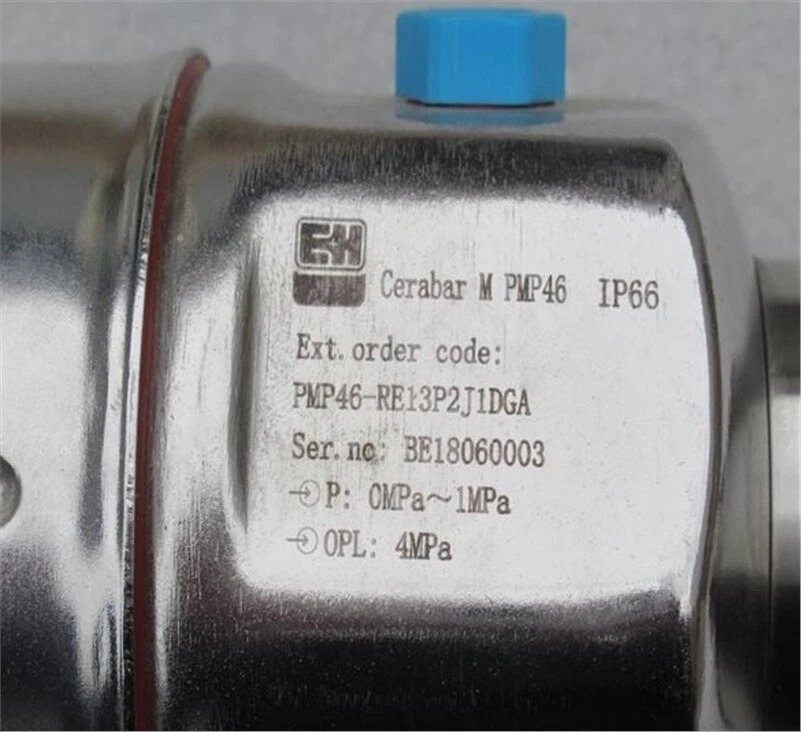 E+H
Cerabar M PMP46 IP66
Ext. order code:
PMP46-RE13P2J1DGA
Ser. no: BE18060003
P: 0MPa～1MPa
OPL: 4MPa